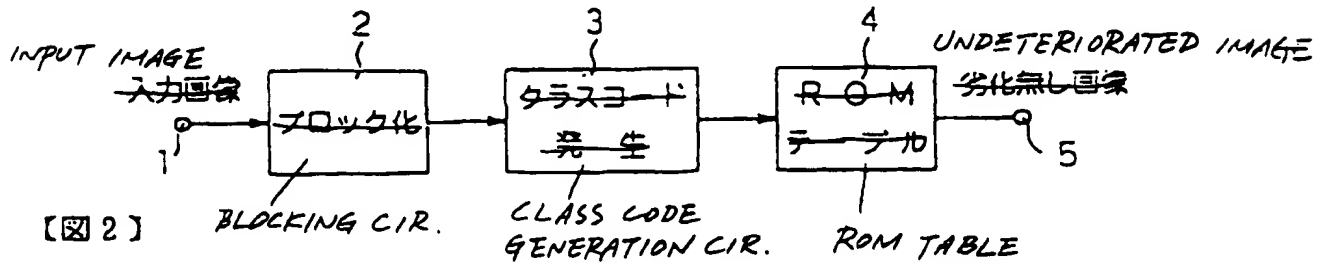 2 3 4
INPUT IMAGE UNDETERIORATED IMAGE
入力画像 クラスコード ROM 劣化無し画像
ブロック化 発生 テーブル
1 5
【図2】 BLOCKING CIR. CLASS CODE
GENERATION CIR. ROM TABLE